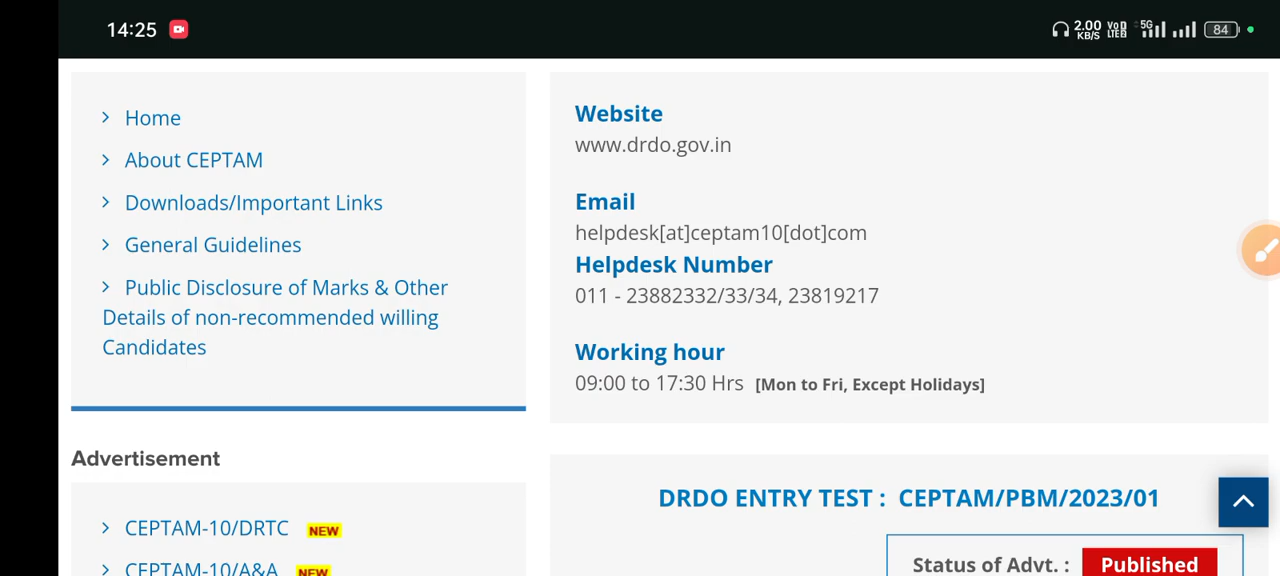 14:25
2.00 KB/S VoD LTE 5G 84
Home
About CEPTAM
Downloads/Important Links
General Guidelines
Public Disclosure of Marks & Other
Details of non-recommended willing
Candidates
Advertisement
CEPTAM-10/DRTC NEW
CEPTAM-10/A&A NEW
Website
www.drdo.gov.in
Email
helpdesk[at]ceptam10[dot]com
Helpdesk Number
011 - 23882332/33/34, 23819217
Working hour
09:00 to 17:30 Hrs [Mon to Fri, Except Holidays]
DRDO ENTRY TEST : CEPTAM/PBM/2023/01
Status of Advt. : Published